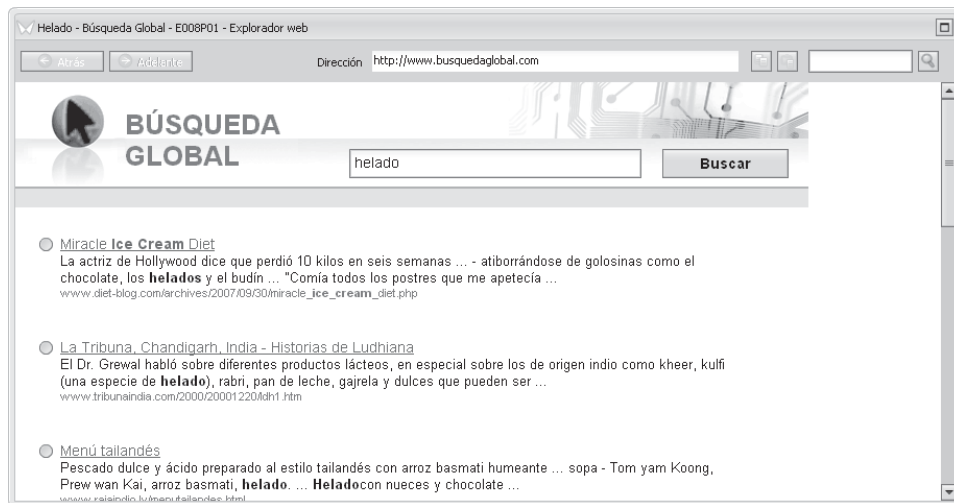 Helado - Búsqueda Global - E008P01 - Explorador web
Atrás Adelante Dirección http://www.busquedaglobal.com
BÚSQUEDA
GLOBAL
helado Buscar
Miracle Ice Cream Diet
La actriz de Hollywood dice que perdió 10 kilos en seis semanas ... - atiborrándose de golosinas como el
chocolate, los helados y el budín ... "Comía todos los postres que me apetecía ...
www.diet-blog.com/archives/2007/09/30/miracle_ice_cream_diet.php
La Tribuna, Chandigarh, India - Historias de Ludhiana
El Dr. Grewal habló sobre diferentes productos lácteos, en especial sobre los de origen indio como kheer, kulfi
(una especie de helado), rabri, pan de leche, gajrela y dulces que pueden ser ...
www.tribunaindia.com/2000/20001220/ldh1.htm
Menú tailandés
Pescado dulce y ácido preparado al estilo tailandés con arroz basmati humeante ... sopa - Tom yam Koong,
Prew wan Kai, arroz basmati, helado. ... Heladocon nueces y chocolate ...
www.rajaindio.lv/menutailandes.html